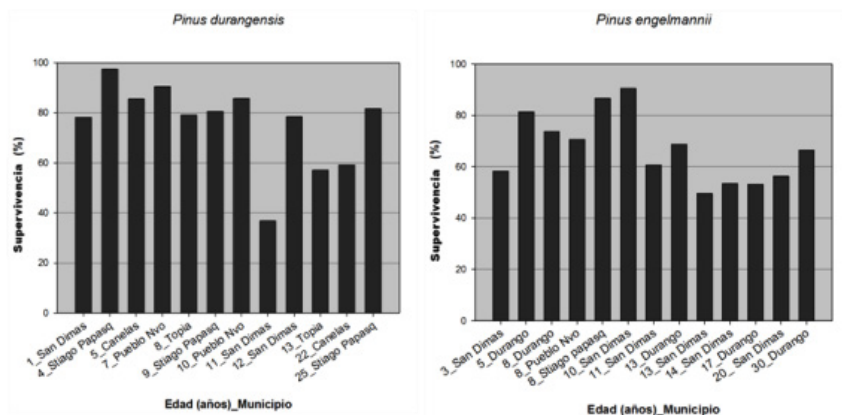 Pinus durangensis
Supervivencia (%)
100
80
60
40
20
0
1_San Dimas
4_Stiago Papasq
5_Canelas
7_Pueblo Nvo
8_Topia
9_Stiago Papasq
10_Pueblo Nvo
11_San Dimas
12_San Dimas
13_Topia
22_Canelas
25_Stiago Papasq
Edad (años)_Municipio
Pinus engelmannii
Supervivencia (%)
100
80
60
40
20
0
3_San Dimas
5_Durango
8_Durango
8_Pueblo Nvo
8_Stiago papasq
10_San Dimas
11_San Dimas
13_Durango
13_San Dimas
14_San Dimas
17_Durango
20_San Dimas
30_Durango
Edad (años)_Municipio